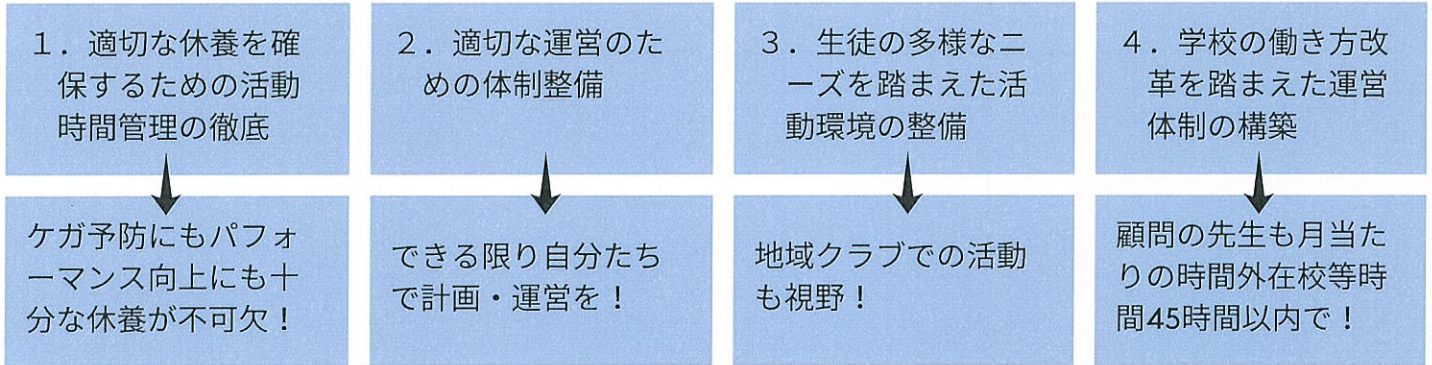 １．適切な休養を確
保するための活動
時間管理の徹底
ケガ予防にもパフォ
ーマンス向上にも十
分な休養が不可欠！
２．適切な運営のた
めの体制整備
できる限り自分たち
で計画・運営を！
３．生徒の多様なニ
ーズを踏まえた活
動環境の整備
地域クラブでの活動
も視野！
４．学校の働き方改
革を踏まえた運営
体制の構築
顧問の先生も月当た
りの時間外在校等時
間45時間以内で！